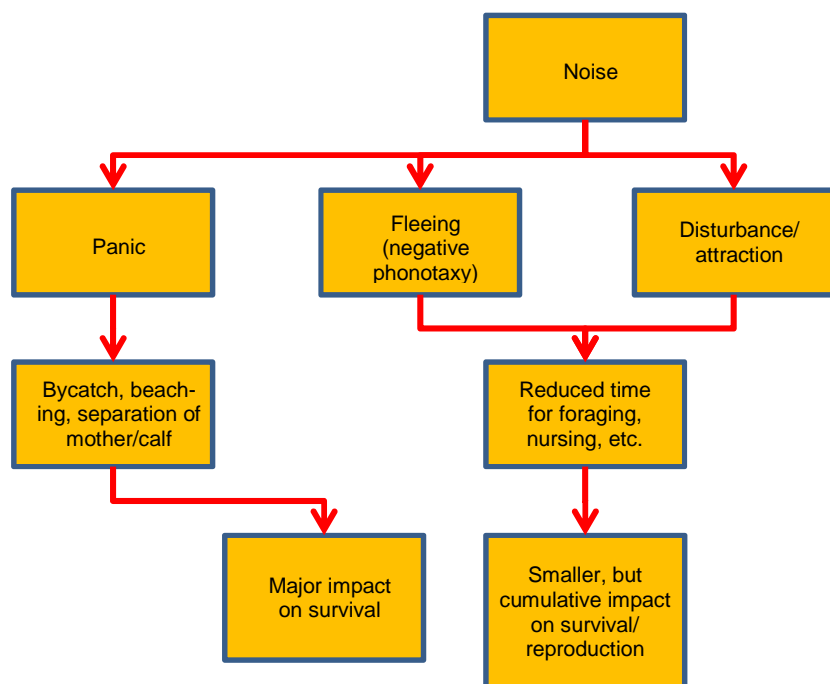 Noise
Panic
Fleeing
(negative
phonotaxy)
Disturbance/
attraction
Bycatch, beach-
ing, separation of
mother/calf
Reduced time
for foraging,
nursing, etc.
Major impact
on survival
Smaller, but
cumulative impact
on survival/
reproduction